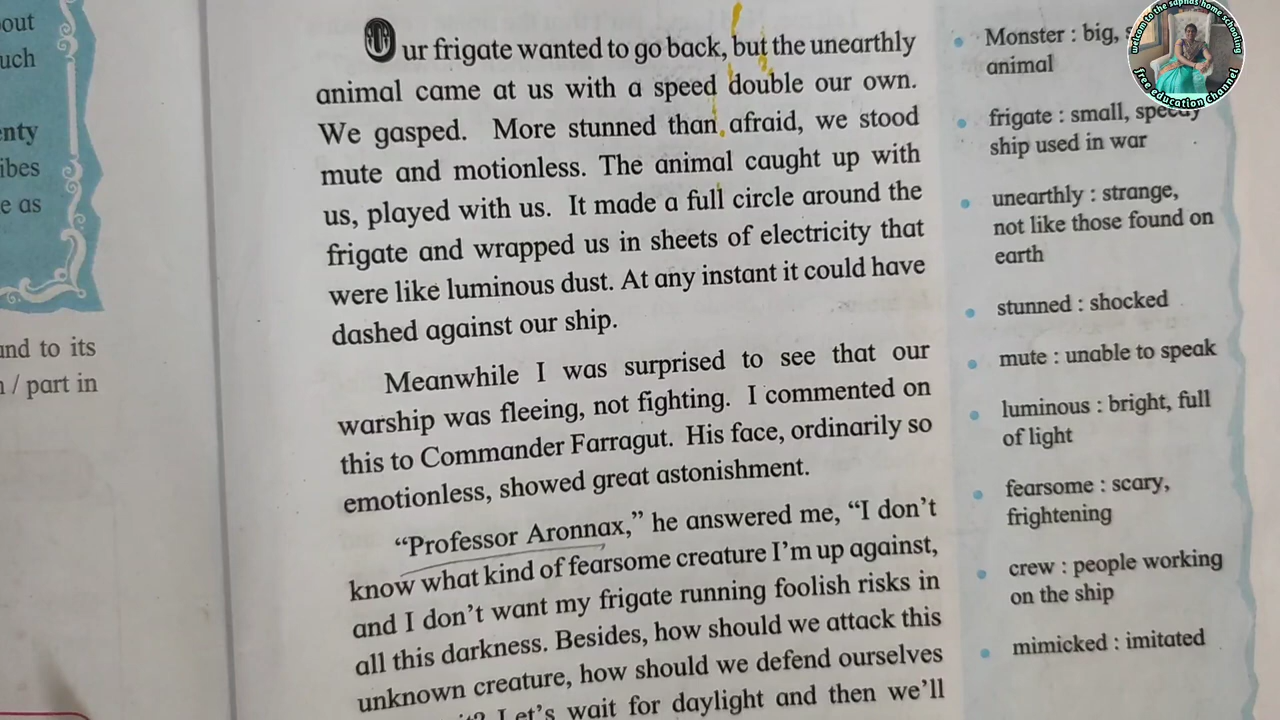 out
uch
enty
ibes
e as
and to its
n / part in
Our frigate wanted to go back, but the unearthly
animal came at us with a speed double our own.
We gasped. More stunned than afraid, we stood
mute and motionless. The animal caught up with
us, played with us. It made a full circle around the
frigate and wrapped us in sheets of electricity that
were like luminous dust. At any instant it could have
dashed against our ship.
Meanwhile I was surprised to see that our
warship was fleeing, not fighting. I commented on
this to Commander Farragut. His face, ordinarily so
emotionless, showed great astonishment.
“Professor Aronnax,” he answered me, “I don’t
know what kind of fearsome creature I’m up against,
and I don’t want my frigate running foolish risks in
all this darkness. Besides, how should we attack this
unknown creature, how should we defend ourselves
Let’s wait for daylight and then we’ll
Monster : big,
animal
frigate : small, speedy
ship used in war
unearthly : strange,
not like those found on
earth
stunned : shocked
mute : unable to speak
luminous : bright, full
of light
fearsome : scary,
frightening
crew : people working
on the ship
mimicked : imitated
welcom to the sapnas home schooling
free education channel